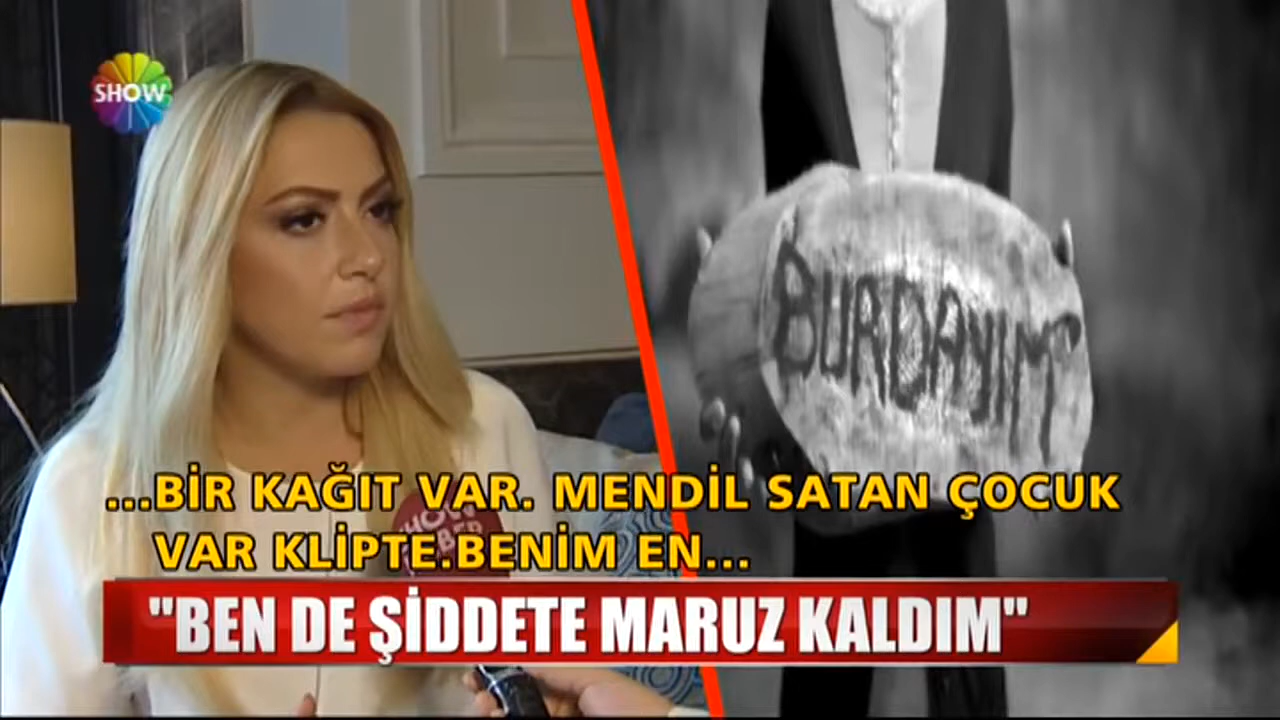 SHOW
BURDAYIM
...BİR KAĞIT VAR. MENDİL SATAN ÇOCUK
VAR KLİPTE.BENİM EN...
SHOW
"BEN DE ŞİDDETE MARUZ KALDIM"